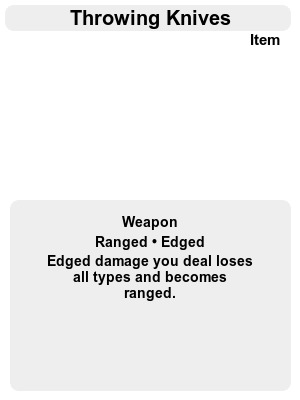 Throwing Knives
Item
Weapon
Ranged • Edged
Edged damage you deal loses
all types and becomes
ranged.